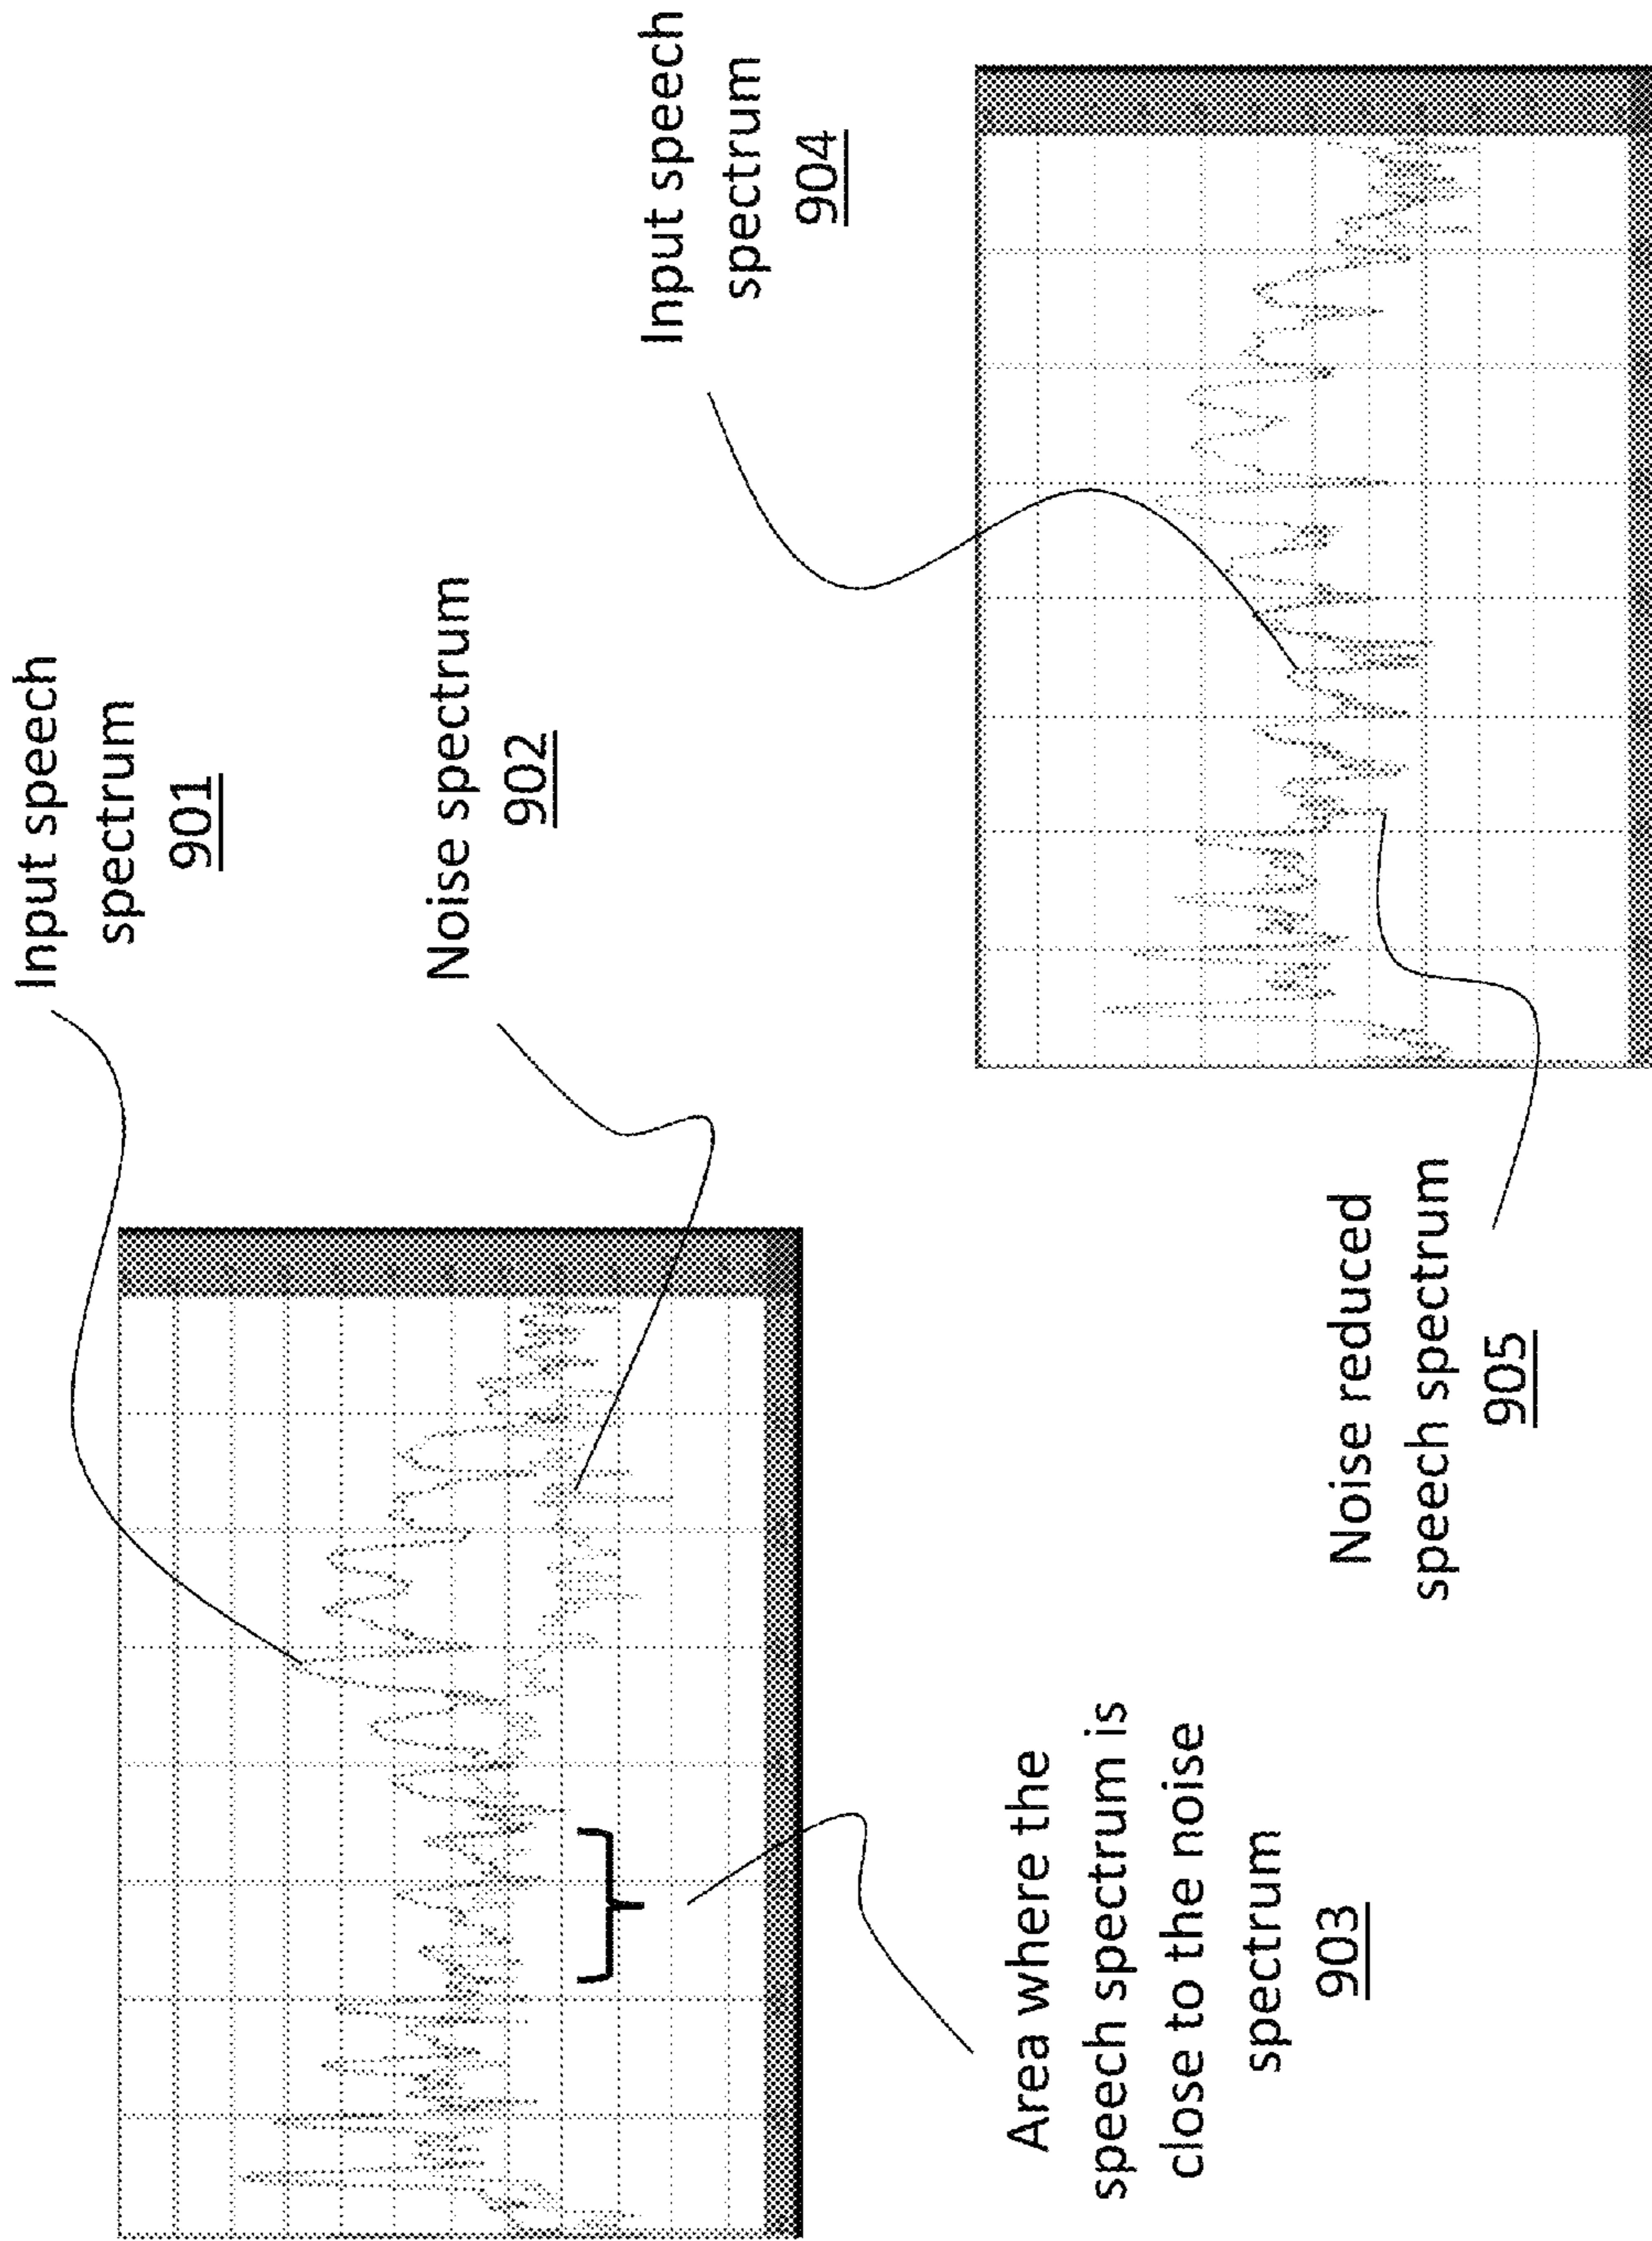 Input speech
spectrum
901
Noise spectrum
902
Area where the
speech spectrum is
close to the noise
spectrum
903
Input speech
spectrum
904
Noise reduced
speech spectrum
905